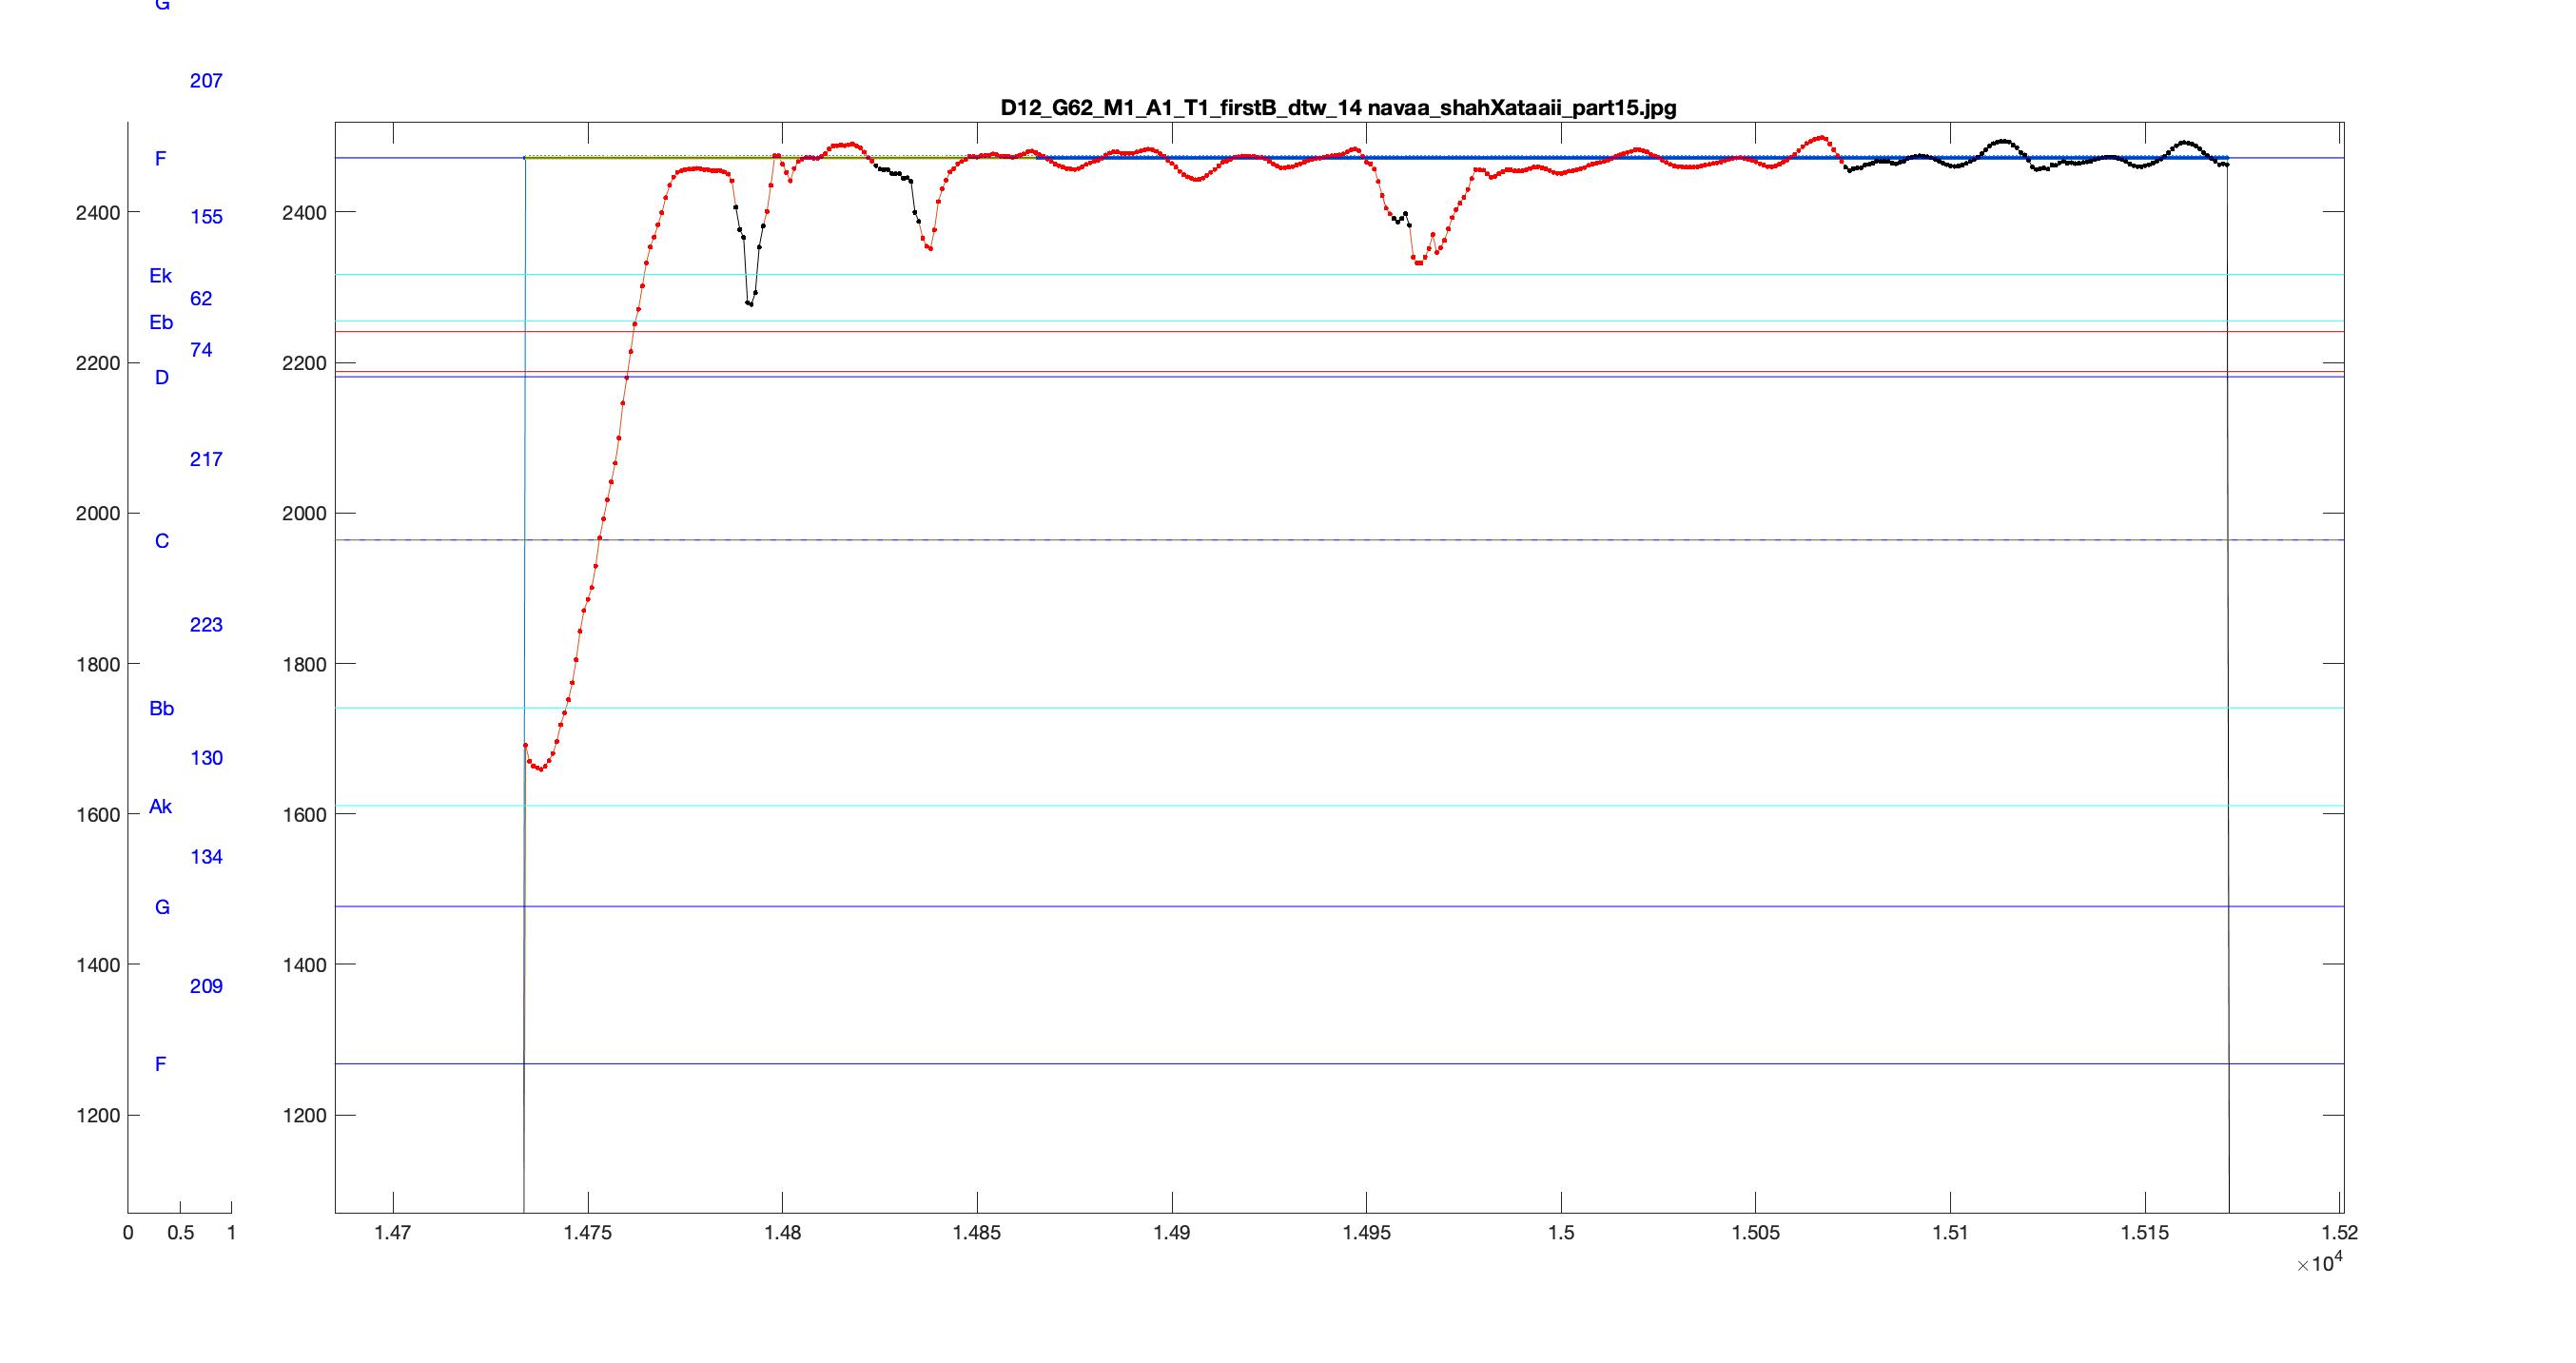 G
207
D12_G62_M1_A1_T1_firstB_dtw_14 navaa_shahXataaii_part15.jpg
F
2400 155 2400
Ek
62
Eb
74
2200 2200
D
217
2000 2000
C
223
1800 1800
Bb
130
Ak
1600 1600
134
G
1400 1400
209
F
1200 1200
0 0.5 1 1.47 1.475 1.48 1.485 1.49 1.495 1.5 1.505 1.51 1.515 1.52
×10⁴